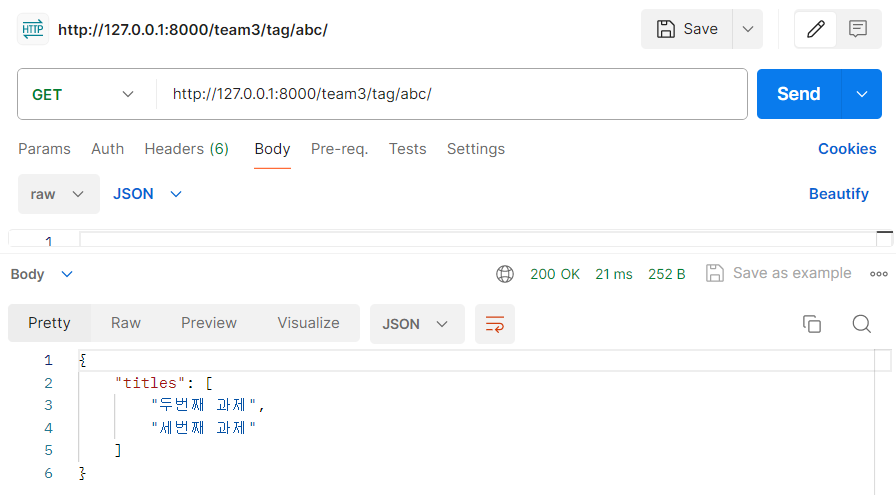 HTTP http://127.0.0.1:8000/team3/tag/abc/ Save
GET http://127.0.0.1:8000/team3/tag/abc/ Send
Params Auth Headers (6) Body Pre-req. Tests Settings Cookies
raw JSON Beautify
1
Body 200 OK 21 ms 252 B Save as example
Pretty Raw Preview Visualize JSON
1 {
2 "titles": [
3 "두번째 과제",
4 "세번째 과제"
5 ]
6 }